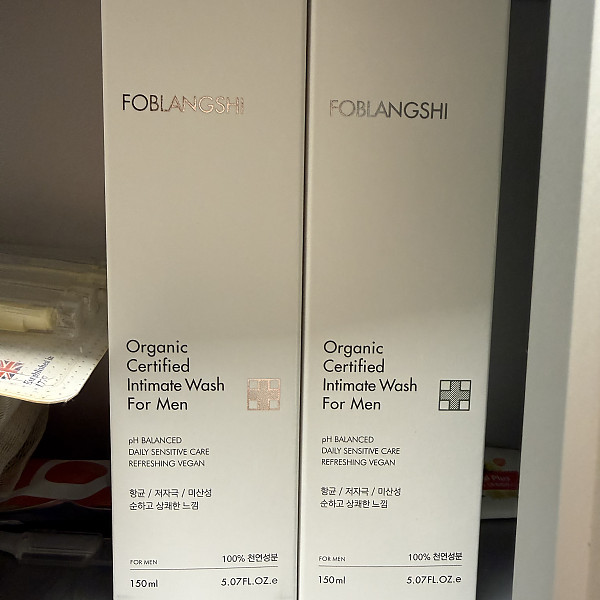 FOBLANGSHI
Organic
Certified
Intimate Wash
For Men
pH BALANCED
DAILY SENSITIVE CARE
REFRESHING VEGAN
항균 / 저자극 / 미산성
순하고 상쾌한 느낌
FOR MEN
100% 천연성분
150ml
5.07FL.OZ.e
FOBLANGSHI
Organic
Certified
Intimate Wash
For Men
pH BALANCED
DAILY SENSITIVE CARE
REFRESHING VEGAN
항균 / 저자극 / 미산성
순하고 상쾌한 느낌
FOR MEN
100% 천연성분
150ml
5.07FL.OZ.e
Established in